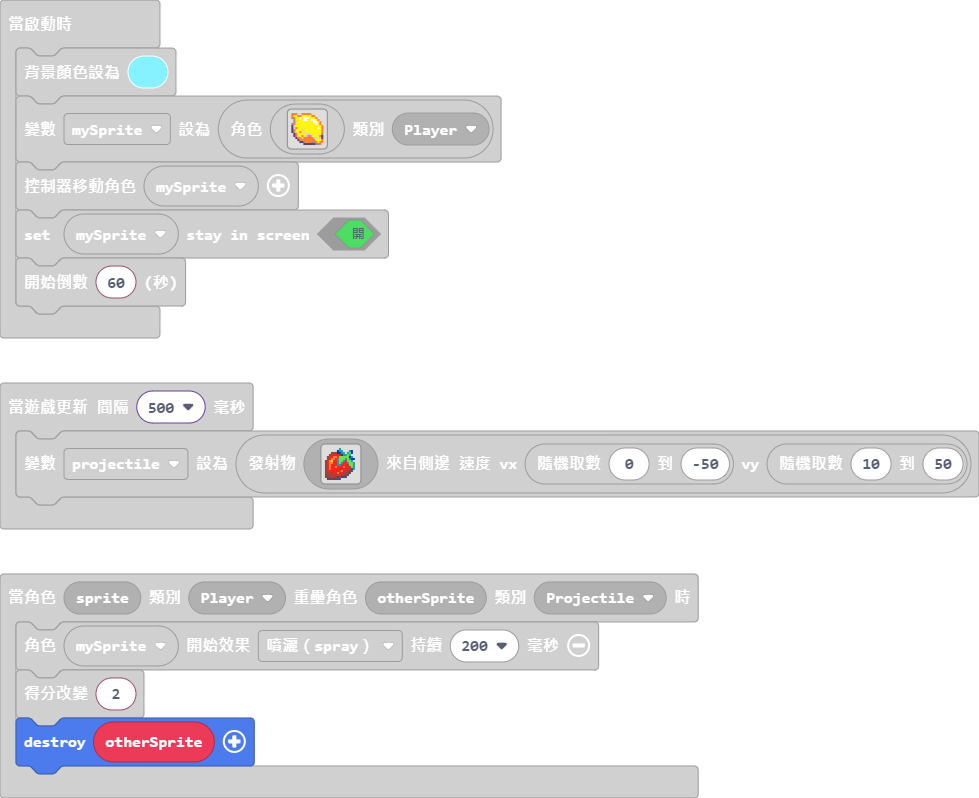 當啟動時
背景顏色設為
變數 mySprite 設為 角色 類別 Player
控制器移動角色 mySprite
set mySprite stay in screen 開
開始倒數 60 (秒)
當遊戲更新 間隔 500 毫秒
變數 projectile 設為 發射物 來自側邊 速度 vx 隨機取數 0 到 -50 vy 隨機取數 10 到 50
當角色 sprite 類別 Player 重疊角色 otherSprite 類別 Projectile 時
角色 mySprite 開始效果 噴灑(spray) 持續 200 毫秒
得分改變 2
destroy otherSprite